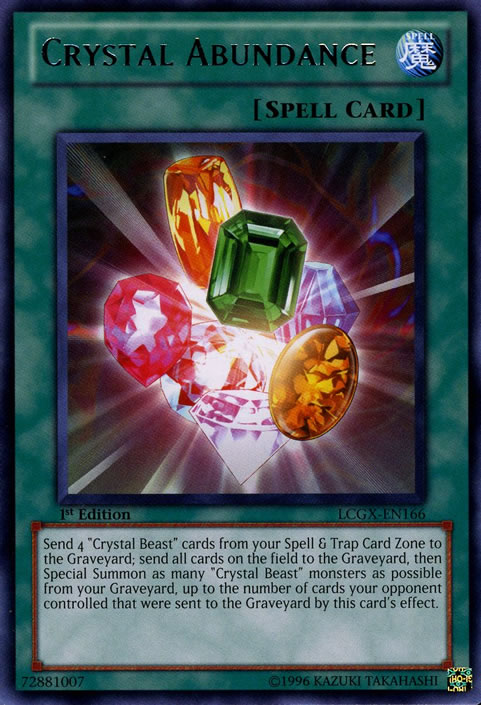 CRYSTAL ABUNDANCE
SPELL
魔
[SPELL CARD]
1st Edition
LCGX-EN166
Send 4 "Crystal Beast" cards from your Spell & Trap Card Zone to
the Graveyard; send all cards on the field to the Graveyard, then
Special Summon as many "Crystal Beast" monsters as possible
from your Graveyard, up to the number of cards your opponent
controlled that were sent to the Graveyard by this card's effect.
72881007
©1996 KAZUKI TAKAHASHI